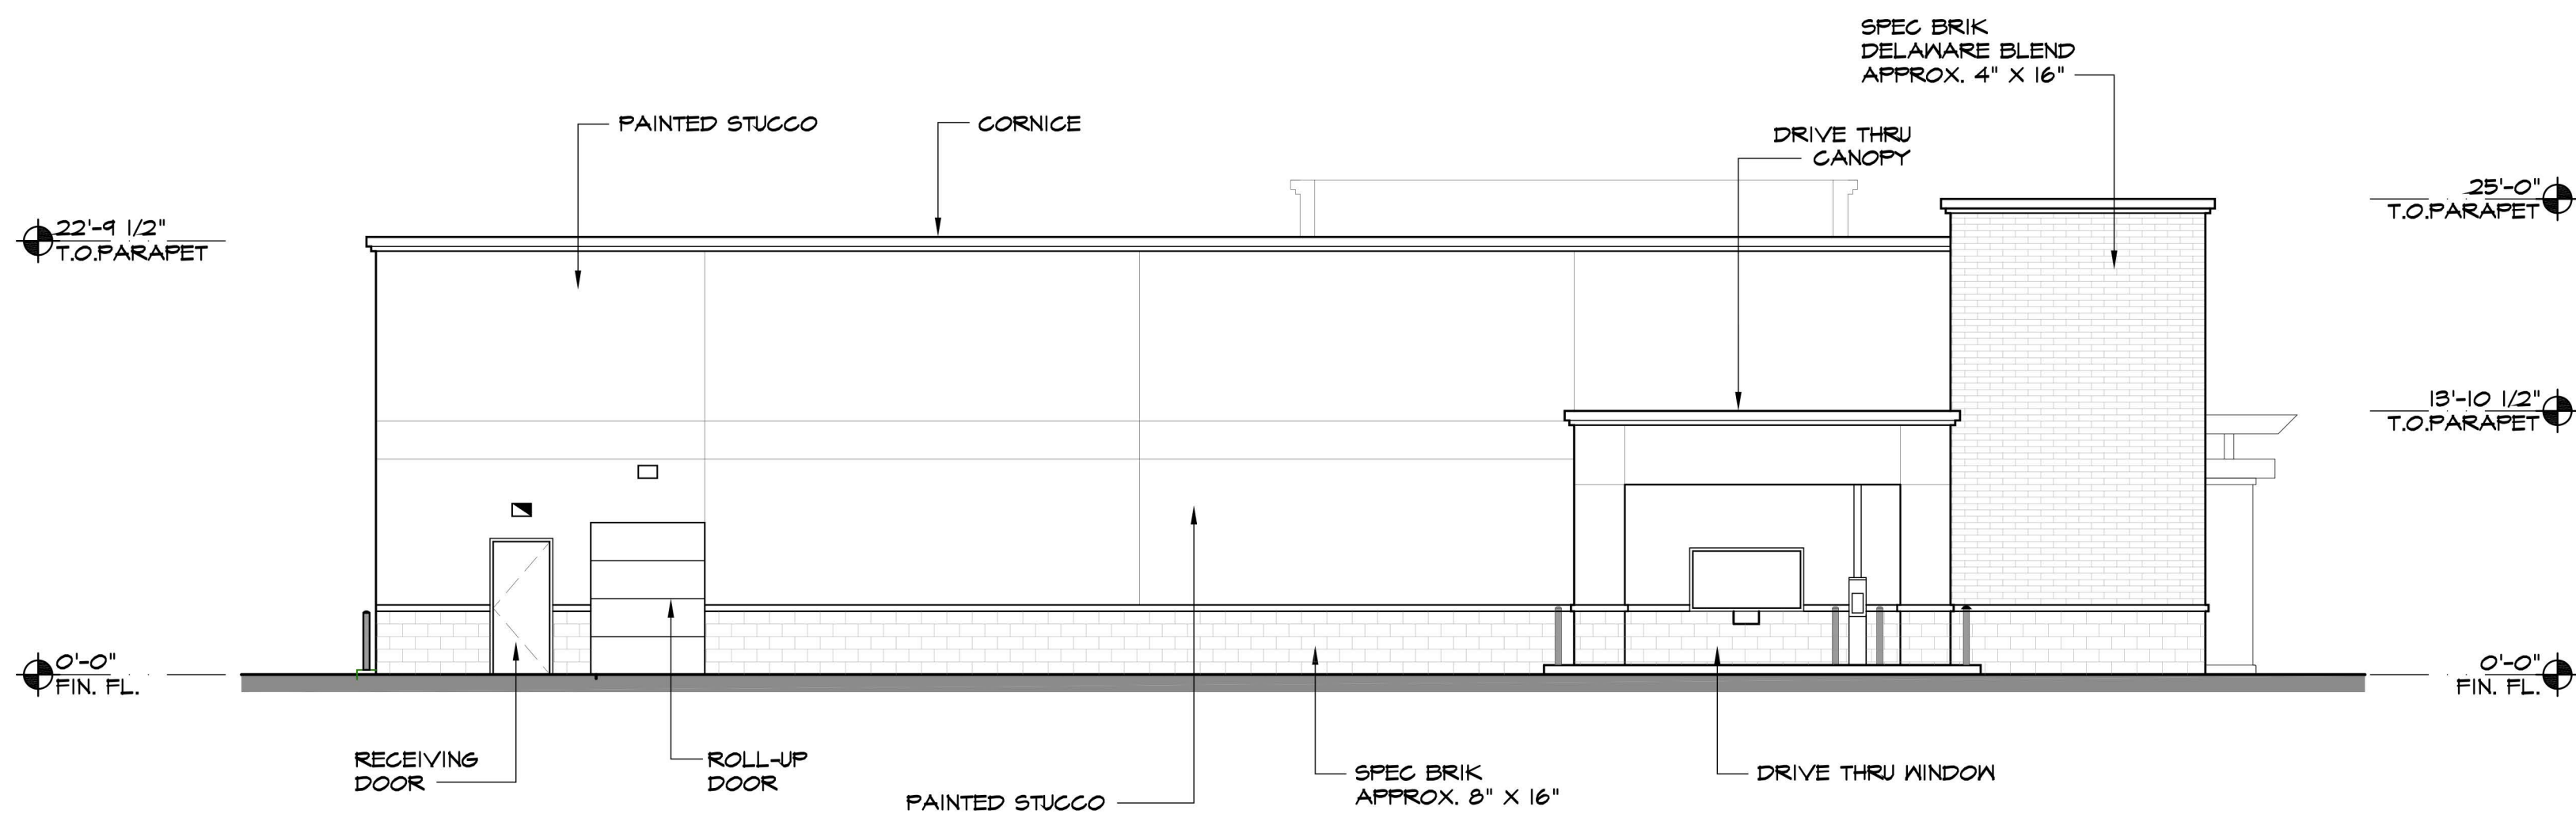 SPEC BRIK
DELAWARE BLEND
APPROX. 4" X 16"
PAINTED STUCCO
CORNICE
DRIVE THRU
CANOPY
22'-9 1/2"
T.O.PARAPET
25'-0"
T.O.PARAPET
13'-10 1/2"
T.O.PARAPET
0'-0"
FIN. FL.
0'-0"
FIN. FL.
RECEIVING
DOOR
ROLL-UP
DOOR
PAINTED STUCCO
SPEC BRIK
APPROX. 8" X 16"
DRIVE THRU WINDOW